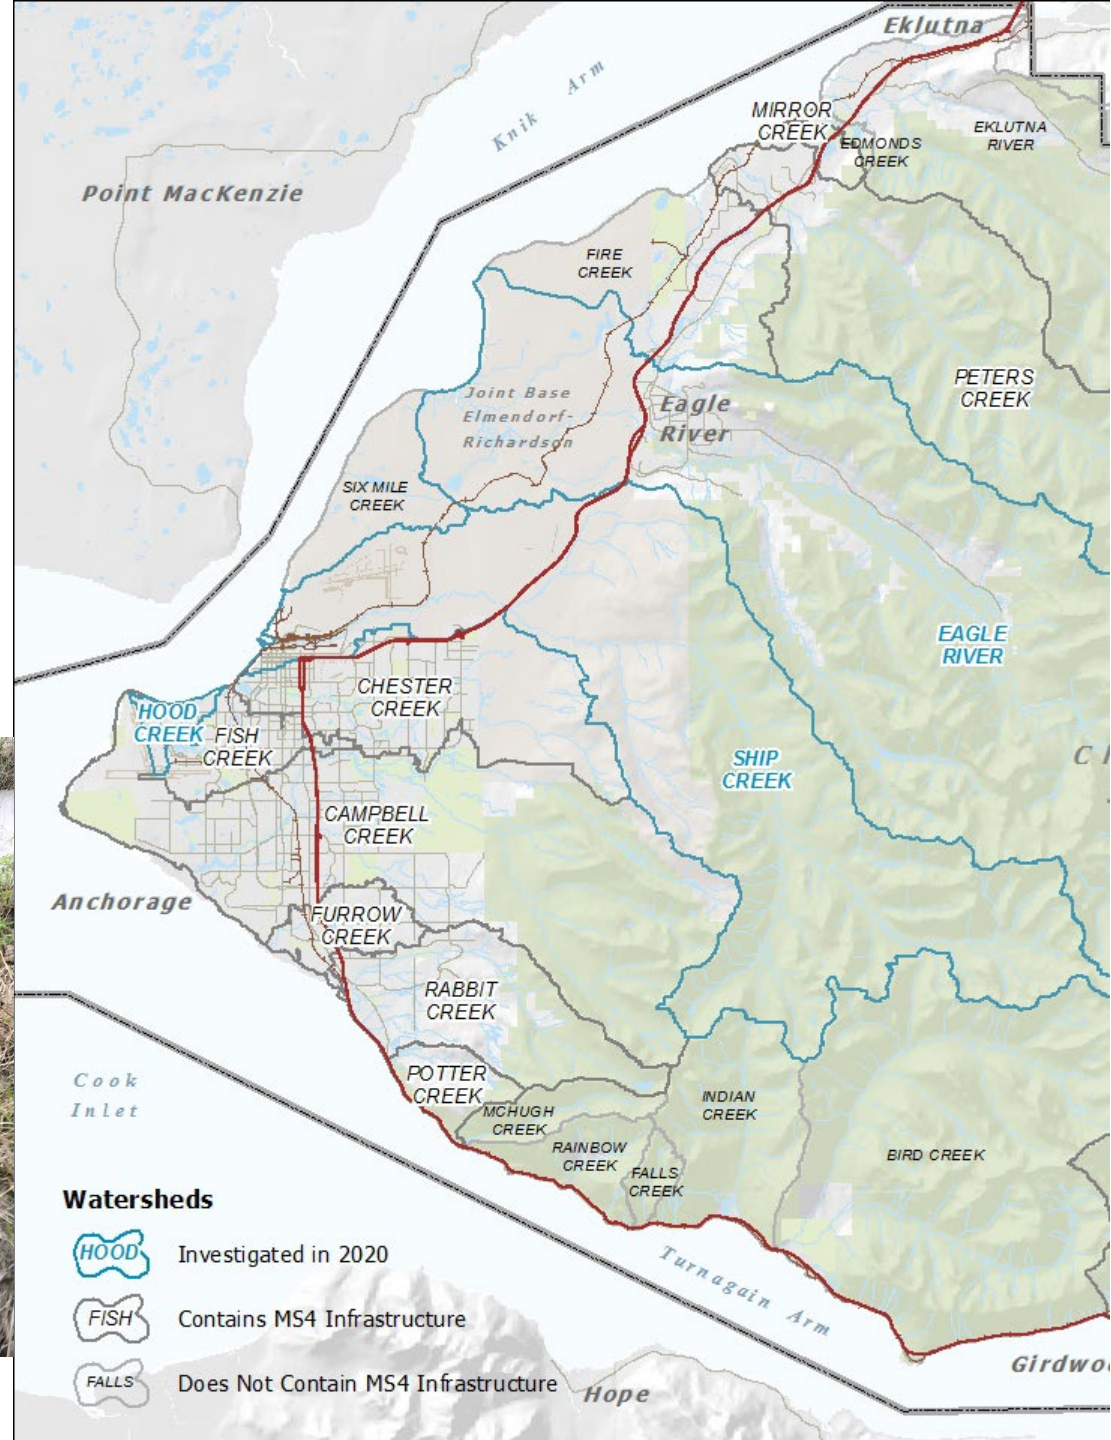 Eklutna
Knik Arm
MIRROR
CREEK
EDMONDS
CREEK
EKLUTNA
RIVER
Point MacKenzie
FIRE
CREEK
PETERS
CREEK
Joint Base
Elmendorf-
Richardson
Eagle
River
SIX MILE
CREEK
EAGLE
RIVER
CHESTER
CREEK
HOOD
CREEK
FISH
CREEK
SHIP
CREEK
CAMPBELL
CREEK
Anchorage
FURROW
CREEK
RABBIT
CREEK
POTTER
CREEK
Cook
Inlet
MCHUGH
CREEK
INDIAN
CREEK
RAINBOW
CREEK
FALLS
CREEK
BIRD CREEK
Turnagain Arm
Girdwo
Hope
Watersheds
HOOD Investigated in 2020
FISH Contains MS4 Infrastructure
FALLS Does Not Contain MS4 Infrastructure